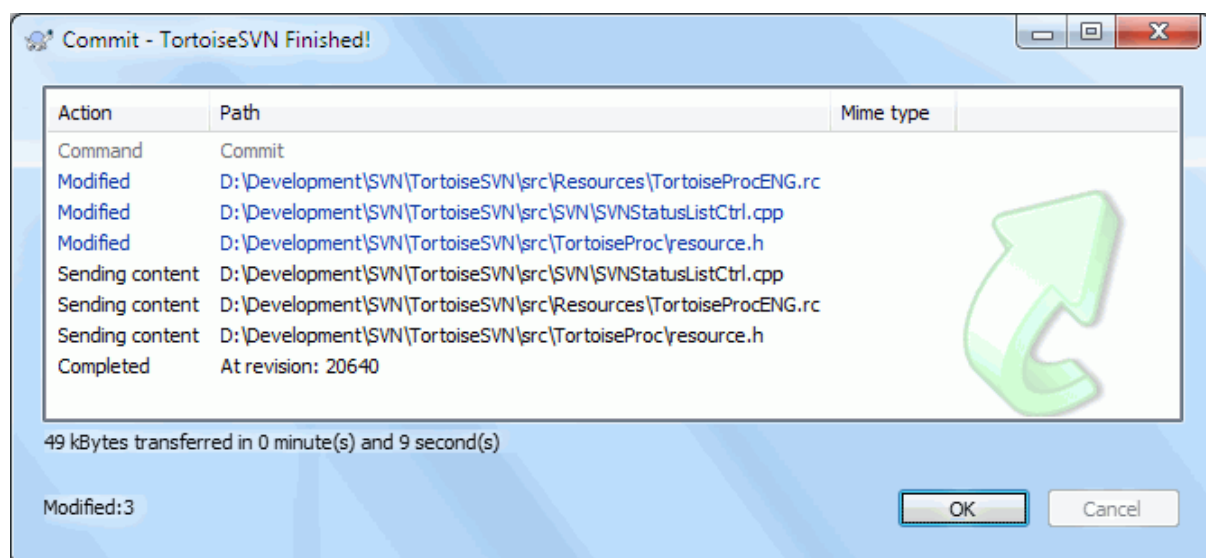 Commit - TortoiseSVN Finished!
Action Path Mime type
Command Commit
Modified D:\Development\SVN\TortoiseSVN\src\Resources\TortoiseProcENG.rc
Modified D:\Development\SVN\TortoiseSVN\src\SVN\SVNStatusListCtrl.cpp
Modified D:\Development\SVN\TortoiseSVN\src\TortoiseProc\resource.h
Sending content D:\Development\SVN\TortoiseSVN\src\SVN\SVNStatusListCtrl.cpp
Sending content D:\Development\SVN\TortoiseSVN\src\Resources\TortoiseProcENG.rc
Sending content D:\Development\SVN\TortoiseSVN\src\TortoiseProc\resource.h
Completed At revision: 20640
49 kBytes transferred in 0 minute(s) and 9 second(s)
Modified:3 OK Cancel